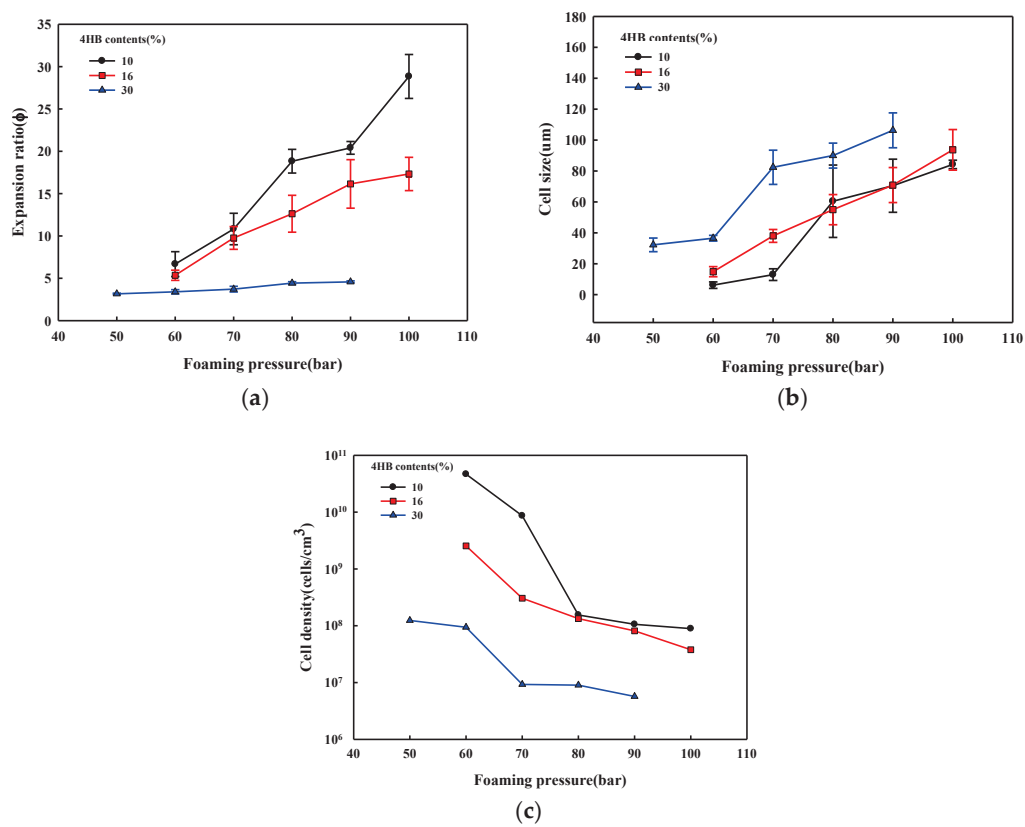 4HB contents(%)
10
16
30
Expansion ratio(ϕ)
35
30
25
20
15
10
5
0
40 50 60 70 80 90 100 110
Foaming pressure(bar)
(a)
4HB contents(%)
10
16
30
Cell size(um)
180
160
140
120
100
80
60
40
20
0
40 50 60 70 80 90 100 110
Foaming pressure(bar)
(b)
4HB contents(%)
10
16
30
Cell density(cells/cm³)
10¹¹
10¹⁰
10⁹
10⁸
10⁷
10⁶
40 50 60 70 80 90 100 110
Foaming pressure(bar)
(c)